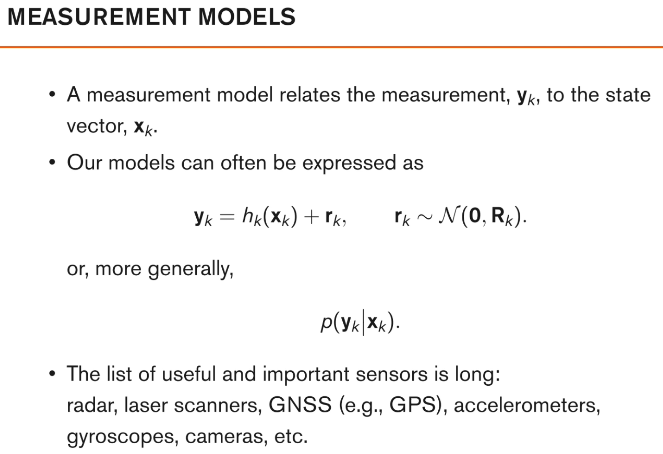 MEASUREMENT MODELS
• A measurement model relates the measurement, yₖ, to the state
vector, xₖ.
• Our models can often be expressed as
yₖ = hₖ(xₖ) + rₖ, rₖ ∼ 𝒩(0, Rₖ).
or, more generally,
p(yₖ|xₖ).
• The list of useful and important sensors is long:
radar, laser scanners, GNSS (e.g., GPS), accelerometers,
gyroscopes, cameras, etc.